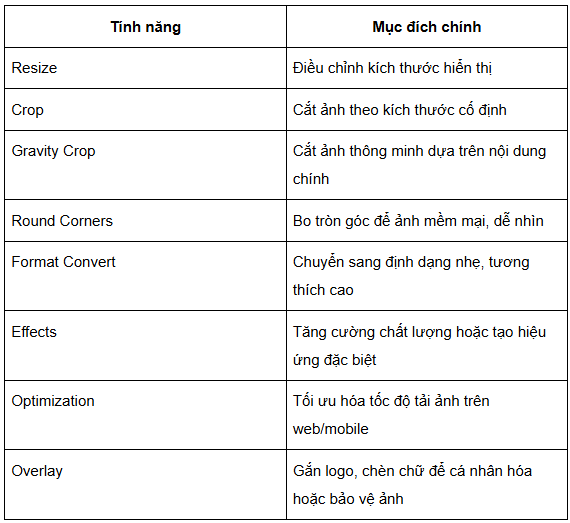 Tính năng
Mục đích chính
Resize
Điều chỉnh kích thước hiển thị
Crop
Cắt ảnh theo kích thước cố định
Gravity Crop
Cắt ảnh thông minh dựa trên nội dung
chính
Round Corners
Bo tròn góc để ảnh mềm mại, dễ nhìn
Format Convert
Chuyển sang định dạng nhẹ, tương
thích cao
Effects
Tăng cường chất lượng hoặc tạo hiệu
ứng đặc biệt
Optimization
Tối ưu hóa tốc độ tải ảnh trên
web/mobile
Overlay
Gắn logo, chèn chữ để cá nhân hóa
hoặc bảo vệ ảnh